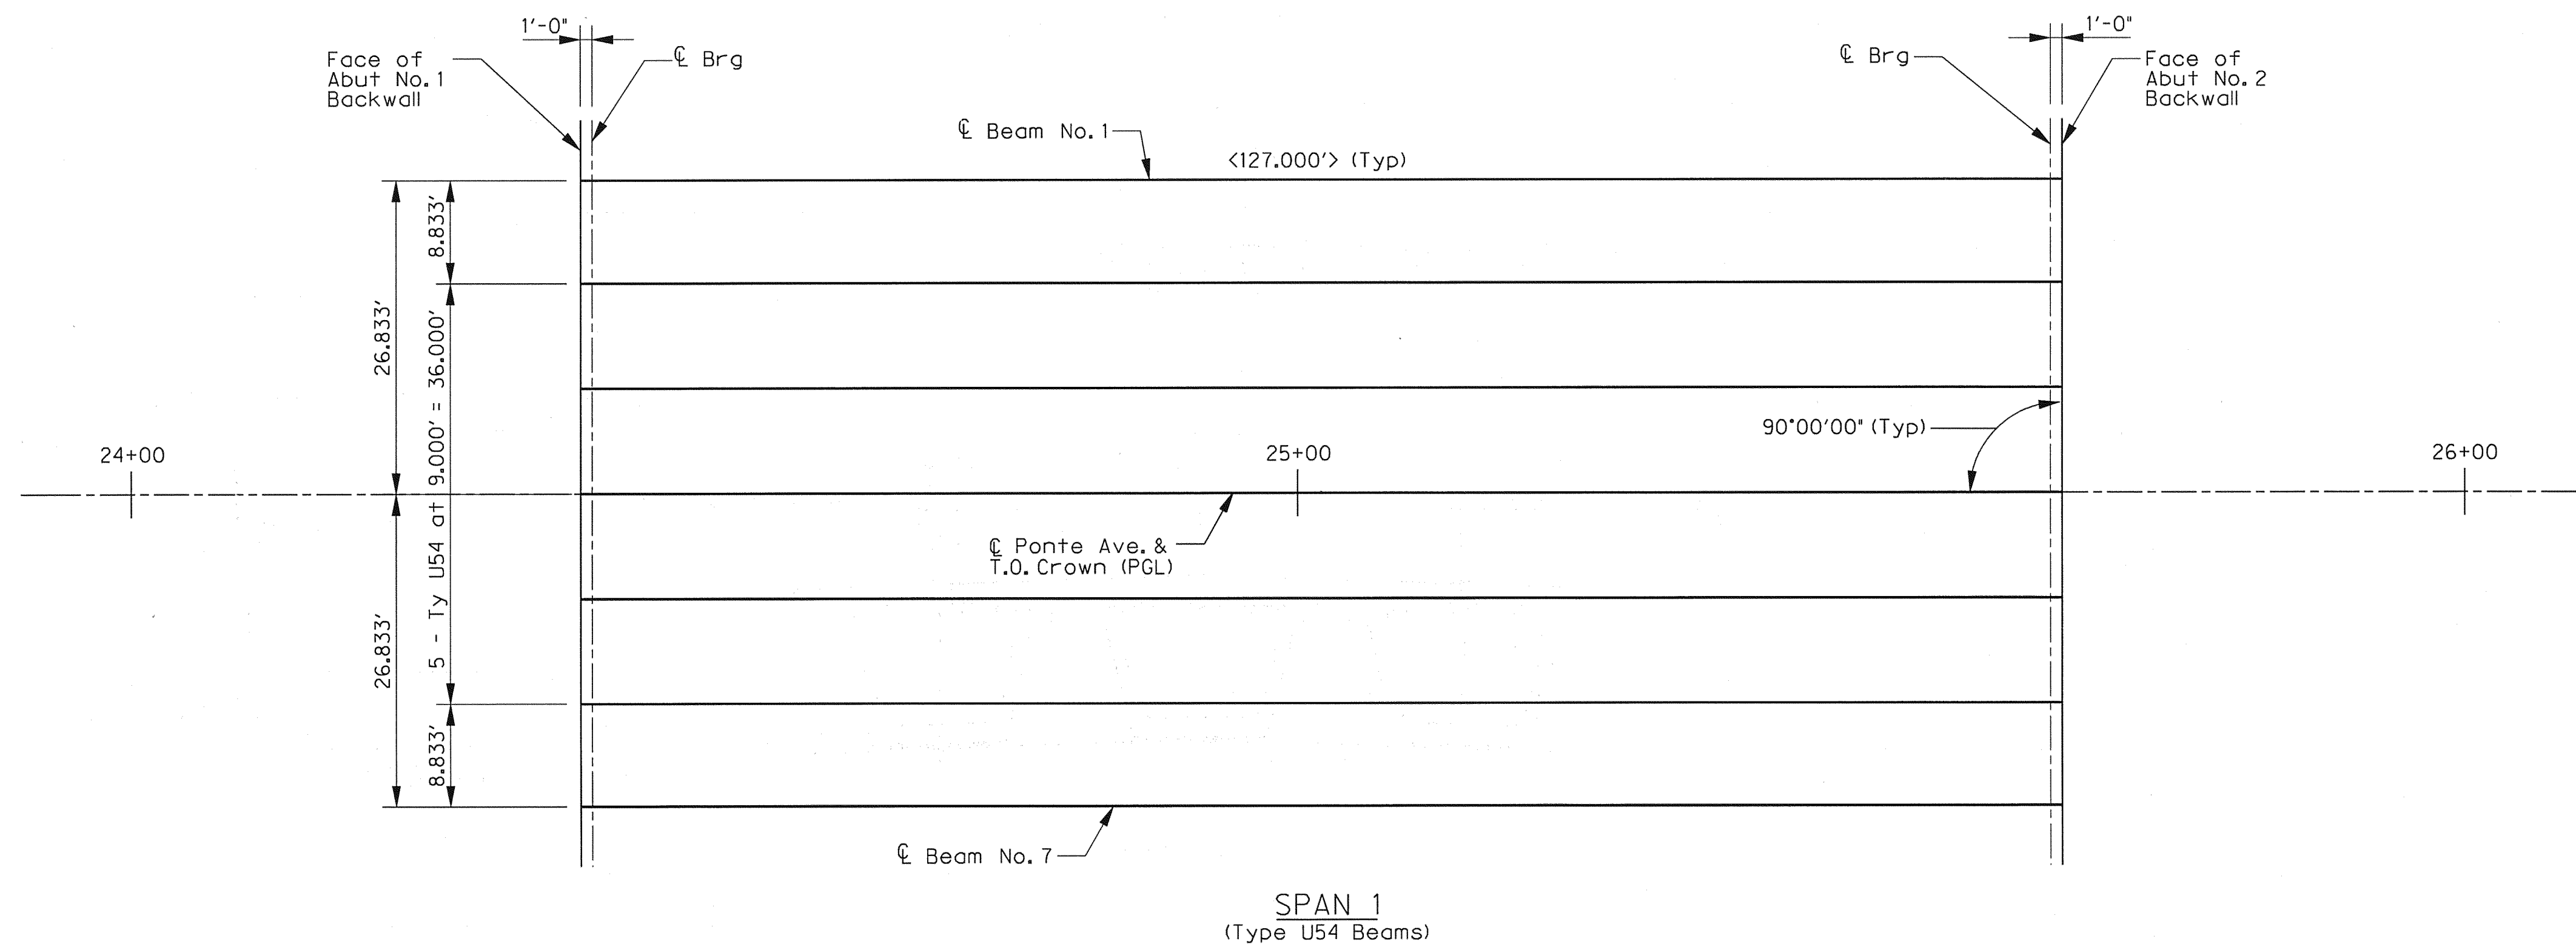 1'-0"
Face of
Abut No. 1
Backwall
℄ Brg
1'-0"
℄ Brg
Face of
Abut No. 2
Backwall
℄ Beam No. 1
<127.000'> (Typ)
8.833'
26.833'
5 - Ty U54 at 9.000' = 36.000'
26.833'
8.833'
90°00'00" (Typ)
24+00
25+00
26+00
℄ Ponte Ave. &
T.O. Crown (PGL)
℄ Beam No. 7
SPAN 1
(Type U54 Beams)